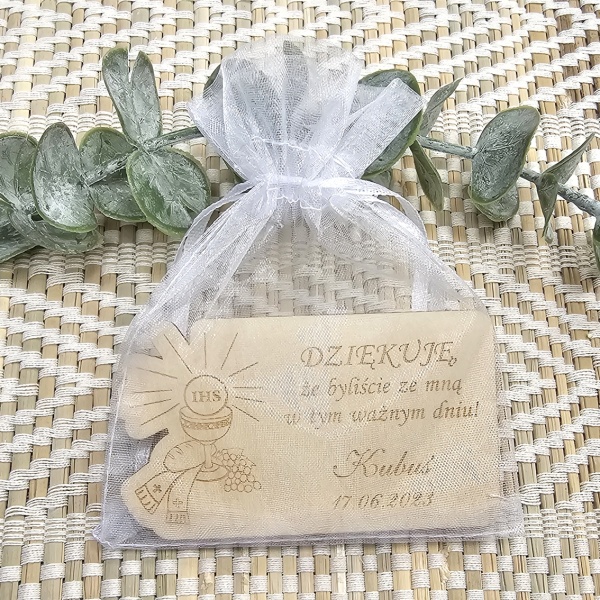 IHS
DZIĘKUJĘ,
że byliście ze mną
w tym ważnym dniu!
Kubuś
17.06.2023